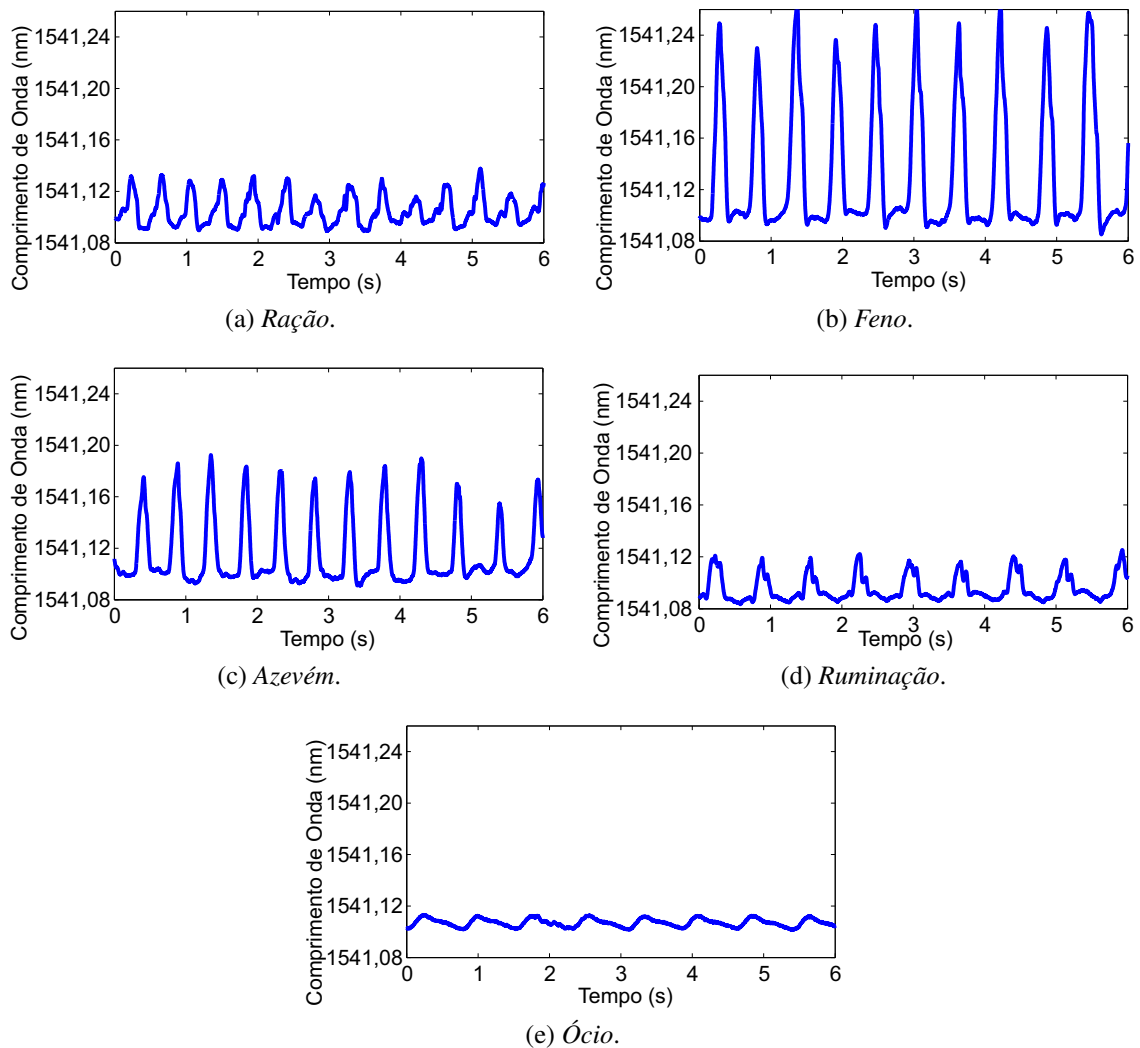 Comprimento de Onda (nm)
1541,24
1541,20
1541,16
1541,12
1541,08
0 1 2 3 4 5 6
Tempo (s)
(a) Ração.
Comprimento de Onda (nm)
1541,24
1541,20
1541,16
1541,12
1541,08
0 1 2 3 4 5 6
Tempo (s)
(b) Feno.
Comprimento de Onda (nm)
1541,24
1541,20
1541,16
1541,12
1541,08
0 1 2 3 4 5 6
Tempo (s)
(c) Azevém.
Comprimento de Onda (nm)
1541,24
1541,20
1541,16
1541,12
1541,08
0 1 2 3 4 5 6
Tempo (s)
(d) Ruminação.
Comprimento de Onda (nm)
1541,24
1541,20
1541,16
1541,12
1541,08
0 1 2 3 4 5 6
Tempo (s)
(e) Ócio.